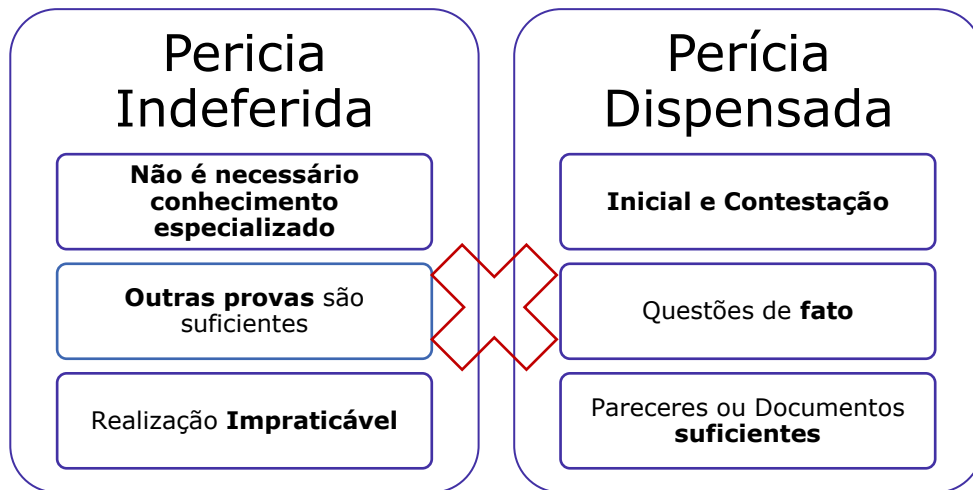 Pericia
Indeferida
Não é necessário
conhecimento
especializado
Outras provas são
suficientes
Realização Impraticável
Perícia
Dispensada
Inicial e Contestação
Questões de fato
Pareceres ou Documentos
suficientes